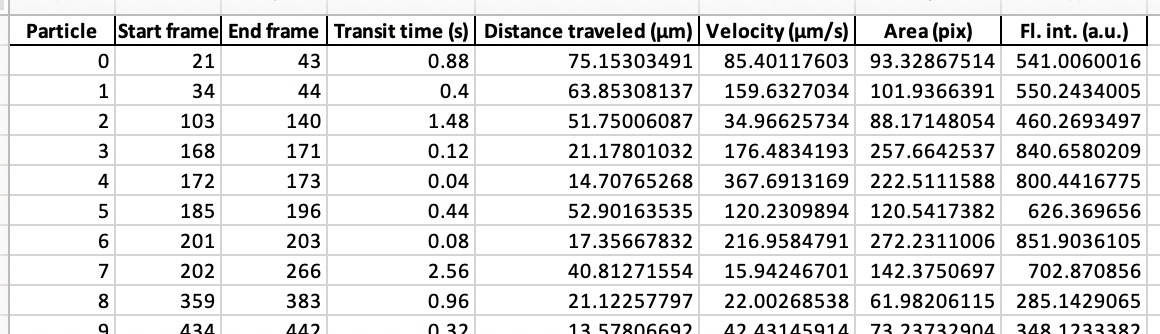 Particle Start frame End frame Transit time (s) Distance traveled (µm) Velocity (µm/s) Area (pix) Fl. int. (a.u.)
0 21 43 0.88 75.15303491 85.40117603 93.32867514 541.0060016
1 34 44 0.4 63.85308137 159.6327034 101.9366391 550.2434005
2 103 140 1.48 51.75006087 34.96625734 88.17148054 460.2693497
3 168 171 0.12 21.17801032 176.4834193 257.6642537 840.6580209
4 172 173 0.04 14.70765268 367.6913169 222.5111588 800.4416775
5 185 196 0.44 52.90163535 120.2309894 120.5417382 626.369656
6 201 203 0.08 17.35667832 216.9584791 272.2311006 851.9036105
7 202 266 2.56 40.81271554 15.94246701 142.3750697 702.870856
8 359 383 0.96 21.12257797 22.00268538 61.98206115 285.1429065
9 434 442 0.32 13.57806692 42.43145914 73.23732904 348.1233382